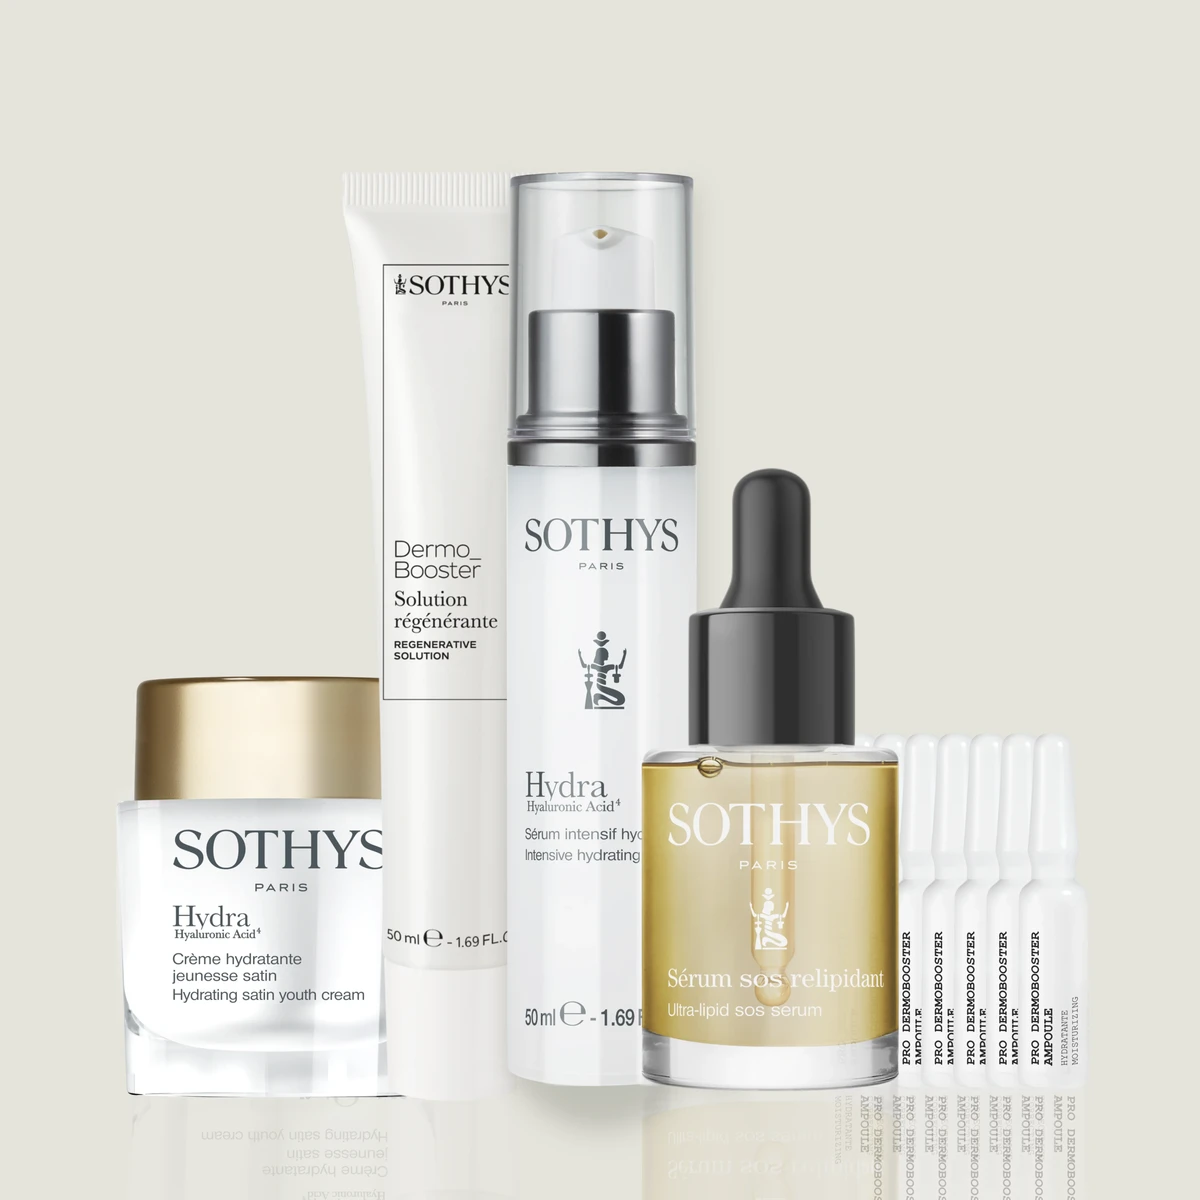 SOTHYS
PARIS
Dermo_
Booster
Solution
régénérante
REGENERATIVE
SOLUTION
50 ml e - 1.69 FL.
SOTHYS
PARIS
Hydra
Hyaluronic Acid4
Sérum intensif
Intensive hydrating
50 ml e - 1.69
SOTHYS
PARIS
Hydra
Hyaluronic Acid4
Crème hydratante
jeunesse satin
Hydrating satin youth cream
SOTHYS
PARIS
Sérum sos relipidant
Ultra-lipid sos serum
PRO DERMOBOOSTER
AMPOULE
PRO DERMOBOOSTER
AMPOULE
PRO DERMOBOOSTER
AMPOULE
PRO DERMOBOOSTER
AMPOULE
PRO DERMOBOOSTER
AMPOULE
HYDRATANTE
MOISTURIZING